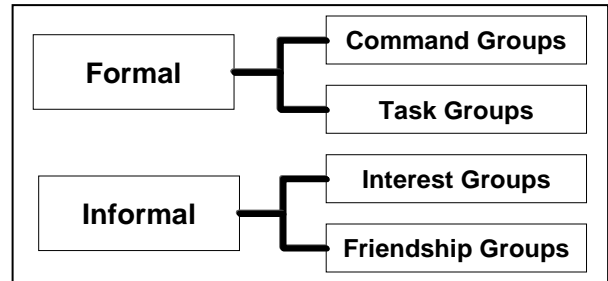 Formal
Command Groups
Task Groups
Informal
Interest Groups
Friendship Groups